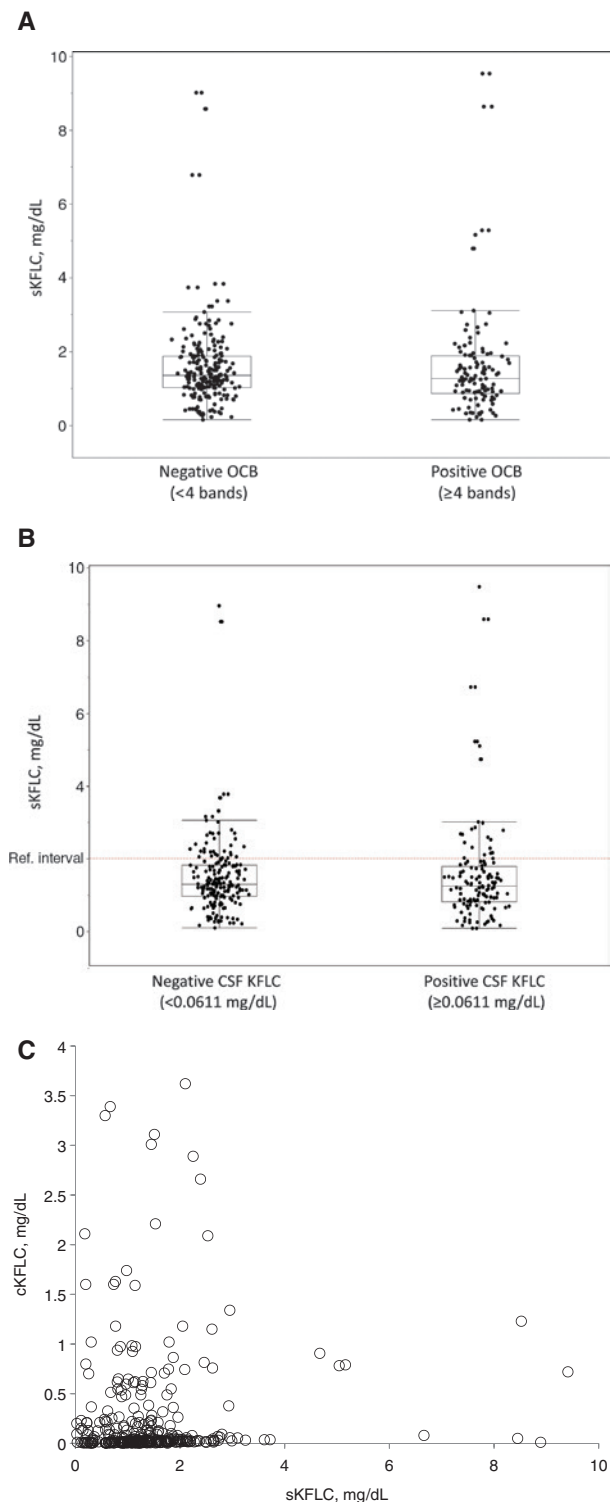 A
10
8
6
4
2
0
sKFLC, mg/dL
Negative OCB
(<4 bands)
Positive OCB
(≥4 bands)
B
10
8
6
4
Ref. interval
0
sKFLC, mg/dL
Negative CSF KFLC
(<0.0611 mg/dL)
Positive CSF KFLC
(≥0.0611 mg/dL)
C
4
3.5
3
2.5
2
1.5
1
0.5
0
cKFLC, mg/dL
0
2
4
6
8
10
sKFLC, mg/dL